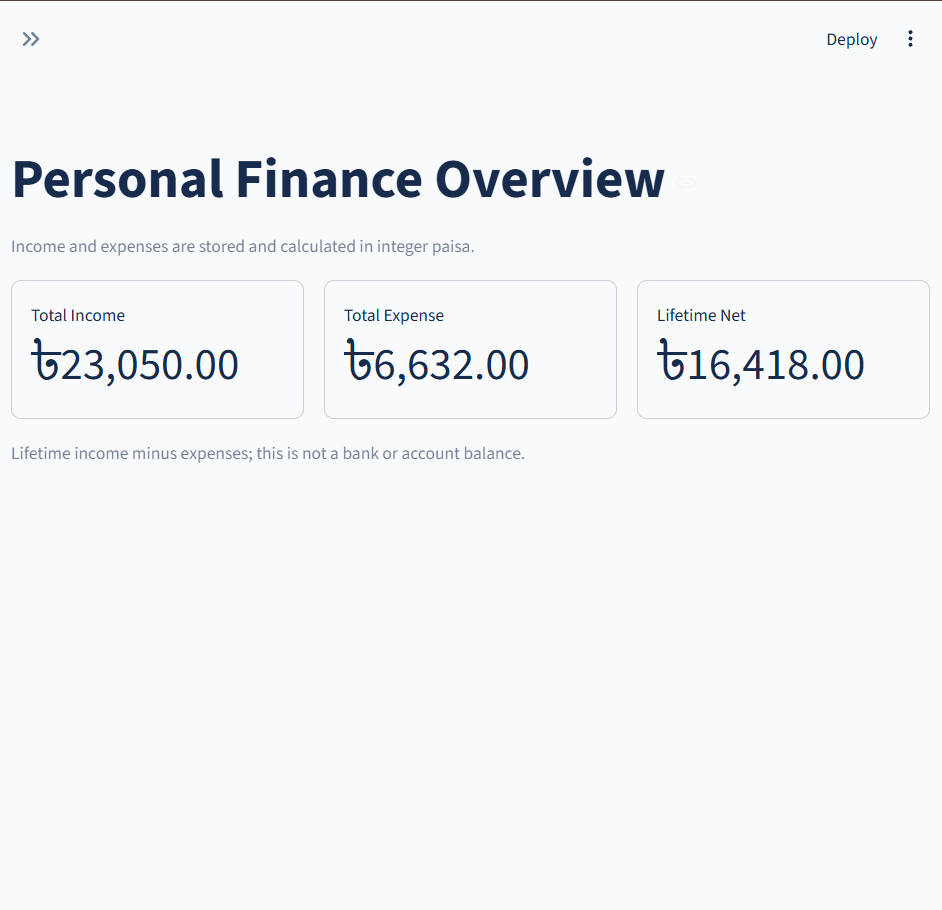 Deploy
Personal Finance Overview
Income and expenses are stored and calculated in integer paisa.
Total Income
৳23,050.00
Total Expense
৳6,632.00
Lifetime Net
৳16,418.00
Lifetime income minus expenses; this is not a bank or account balance.